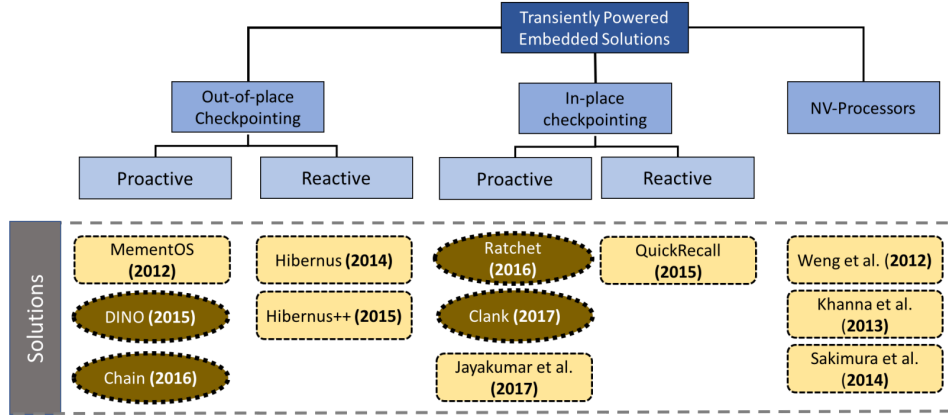 Transiently Powered
Embedded Solutions
Out-of-place
Checkpointing
In-place
checkpointing
NV-Processors
Proactive
Reactive
Proactive
Reactive
Solutions
MementOS
(2012)
DINO (2015)
Chain (2016)
Hibernus (2014)
Hibernus++ (2015)
Ratchet
(2016)
Clank (2017)
Jayakumar et al.
(2017)
QuickRecall
(2015)
Weng et al. (2012)
Khanna et al.
(2013)
Sakimura et al.
(2014)